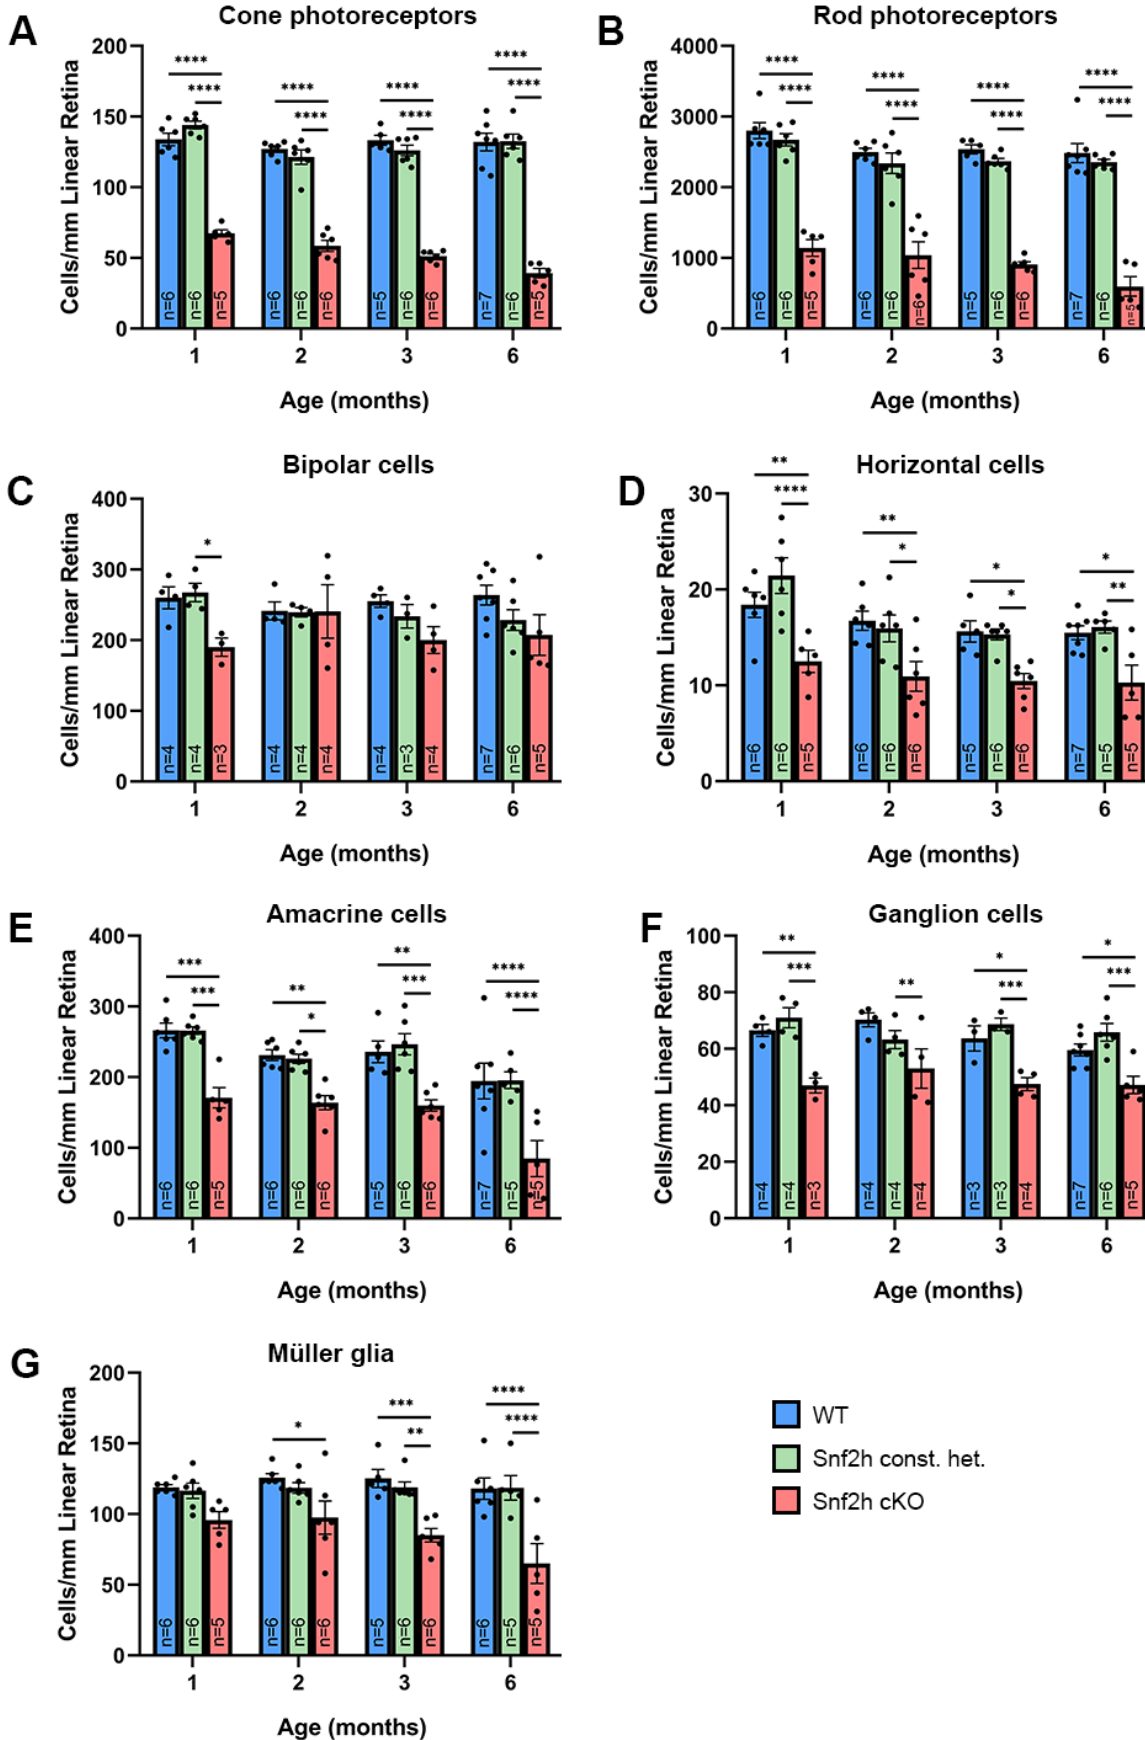 A
Cone photoreceptors
Cells/mm Linear Retina
200
150
100
50
0
**** **** **** ****
**** **** **** ****
n=6 n=6 n=5 n=6 n=6 n=6 n=5 n=6 n=6 n=7 n=6 n=5
1 2 3 6
Age (months)
B
Rod photoreceptors
Cells/mm Linear Retina
4000
3000
2000
1000
0
**** **** **** ****
**** **** **** ****
n=6 n=6 n=5 n=6 n=6 n=6 n=5 n=6 n=6 n=7 n=6 n=5
1 2 3 6
Age (months)
C
Bipolar cells
Cells/mm Linear Retina
400
300
200
100
0
*
n=4 n=4 n=3 n=4 n=4 n=4 n=4 n=3 n=4 n=7 n=6 n=5
1 2 3 6
Age (months)
D
Horizontal cells
Cells/mm Linear Retina
30
20
10
0
** ** * *
**** * * **
n=6 n=6 n=5 n=6 n=6 n=6 n=5 n=6 n=6 n=7 n=5 n=5
1 2 3 6
Age (months)
E
Amacrine cells
Cells/mm Linear Retina
400
300
200
100
0
*** ** ** ****
*** * *** ****
n=6 n=6 n=5 n=6 n=6 n=6 n=5 n=6 n=6 n=7 n=5 n=5
1 2 3 6
Age (months)
F
Ganglion cells
Cells/mm Linear Retina
100
80
60
40
20
0
** * *
*** ** *** ***
n=4 n=4 n=3 n=4 n=4 n=4 n=3 n=3 n=4 n=7 n=6 n=5
1 2 3 6
Age (months)
G
Müller glia
Cells/mm Linear Retina
200
150
100
50
0
* *** ****
** ****
n=6 n=6 n=5 n=6 n=6 n=6 n=5 n=6 n=6 n=6 n=5 n=5
1 2 3 6
Age (months)
WT
Snf2h const. het.
Snf2h cKO